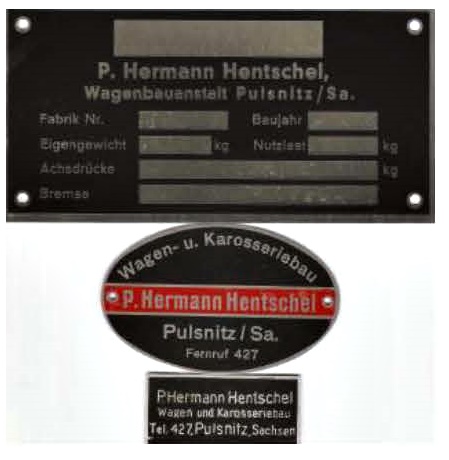 P. Hermann Hentschel,
Wagenbauanstalt Pulsnitz/Sa.
Fabrik Nr. Baujahr
Eigengewicht kg Nutzlast kg
Achsdrücke kg
Bremse
Wagen- u. Karosseriebau
P. Hermann Hentschel
Pulsnitz/Sa.
Fernruf 427
P.Hermann Hentschel
Wagen und Karosseriebau
Tel. 427, Pulsnitz, Sachsen